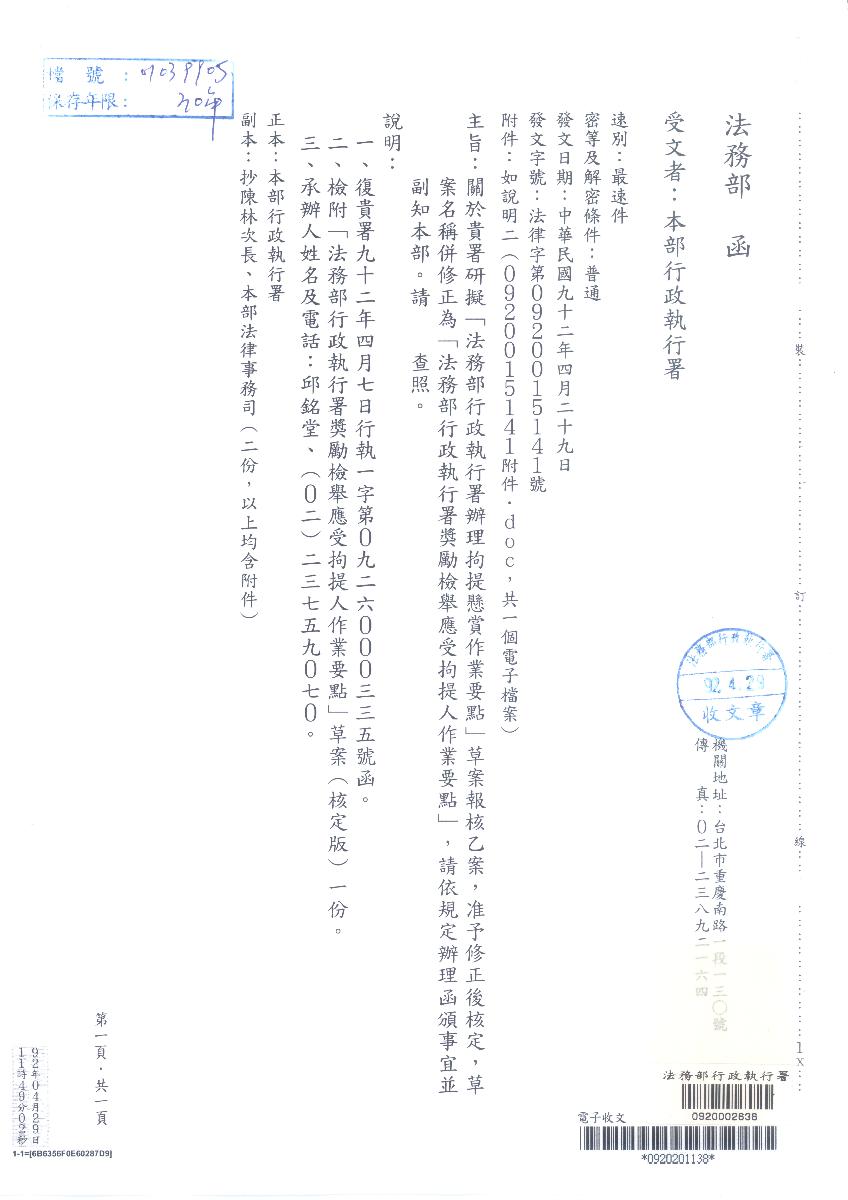 檔 號：01039905
保存年限：30年
法務部 函
受文者：本部行政執行署
法務部行政執行署
92.4.29
收文章
機關地址：台北市重慶南路一段一三〇號
傳 真：０二—二三八九二一六四
速別：最速件
密等及解密條件：普通
發文日期：中華民國九十二年四月二十九日
發文字號：法律字第０９２００１５１４１號
附件：如說明二（０９２００１５１４１附件．ｄｏｃ，共一個電子檔案）
主旨：關於貴署研擬「法務部行政執行署辦理拘提懸賞作業要點」草案報核乙案，准予修正後核定，草
案名稱併修正為「法務部行政執行署獎勵檢舉應受拘提人作業要點」，請依規定辦理函頒事宜並
副知本部。請 查照。
說明：
一、復貴署九十二年四月七日行執一字第０九二六０００三三五號函。
二、檢附「法務部行政執行署獎勵檢舉應受拘提人作業要點」草案（核定版）一份。
三、承辦人姓名及電話：邱銘堂、（０二）二三七五九０七０。
正本：本部行政執行署
副本：抄陳林次長、本部法律事務司（二份，以上均含附件）
裝
訂
線
第一頁．共一頁
92年04月29日
11時49分02秒
1-1=[6B6356F0E60287D9]
法務部行政執行署
0920002836
電子收文
*0920201138*